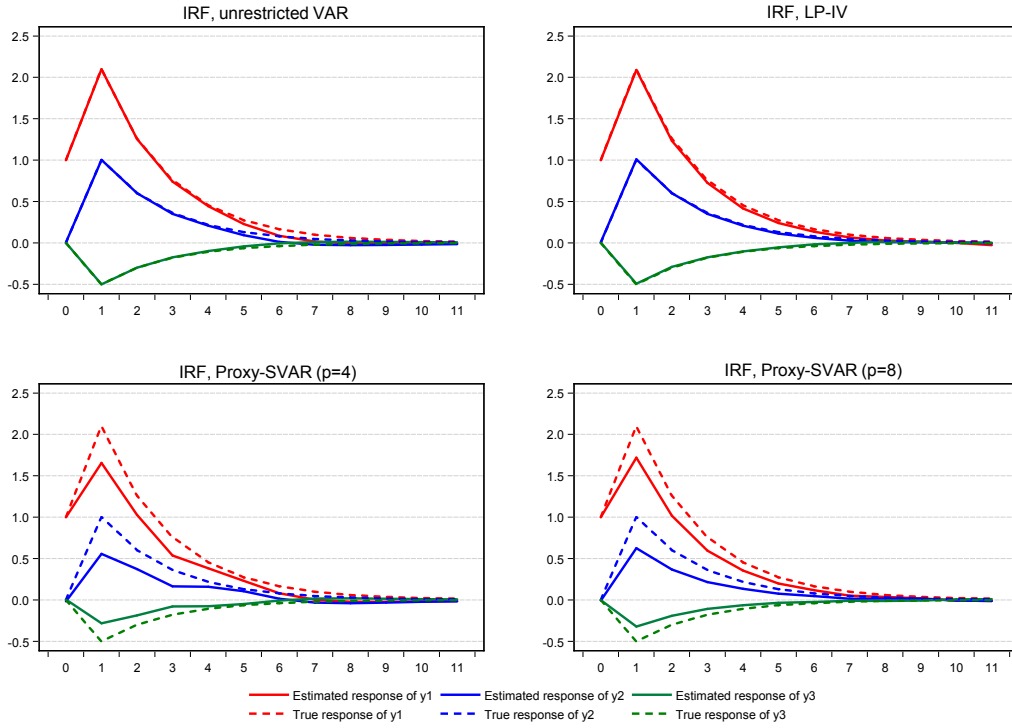 IRF, unrestricted VAR
2.5
2.0
1.5
1.0
0.5
0.0
-0.5
0 1 2 3 4 5 6 7 8 9 10 11
IRF, LP-IV
2.5
2.0
1.5
1.0
0.5
0.0
-0.5
0 1 2 3 4 5 6 7 8 9 10 11
IRF, Proxy-SVAR (p=4)
2.5
2.0
1.5
1.0
0.5
0.0
-0.5
0 1 2 3 4 5 6 7 8 9 10 11
IRF, Proxy-SVAR (p=8)
2.5
2.0
1.5
1.0
0.5
0.0
-0.5
0 1 2 3 4 5 6 7 8 9 10 11
Estimated response of y1 Estimated response of y2 Estimated response of y3
True response of y1 True response of y2 True response of y3